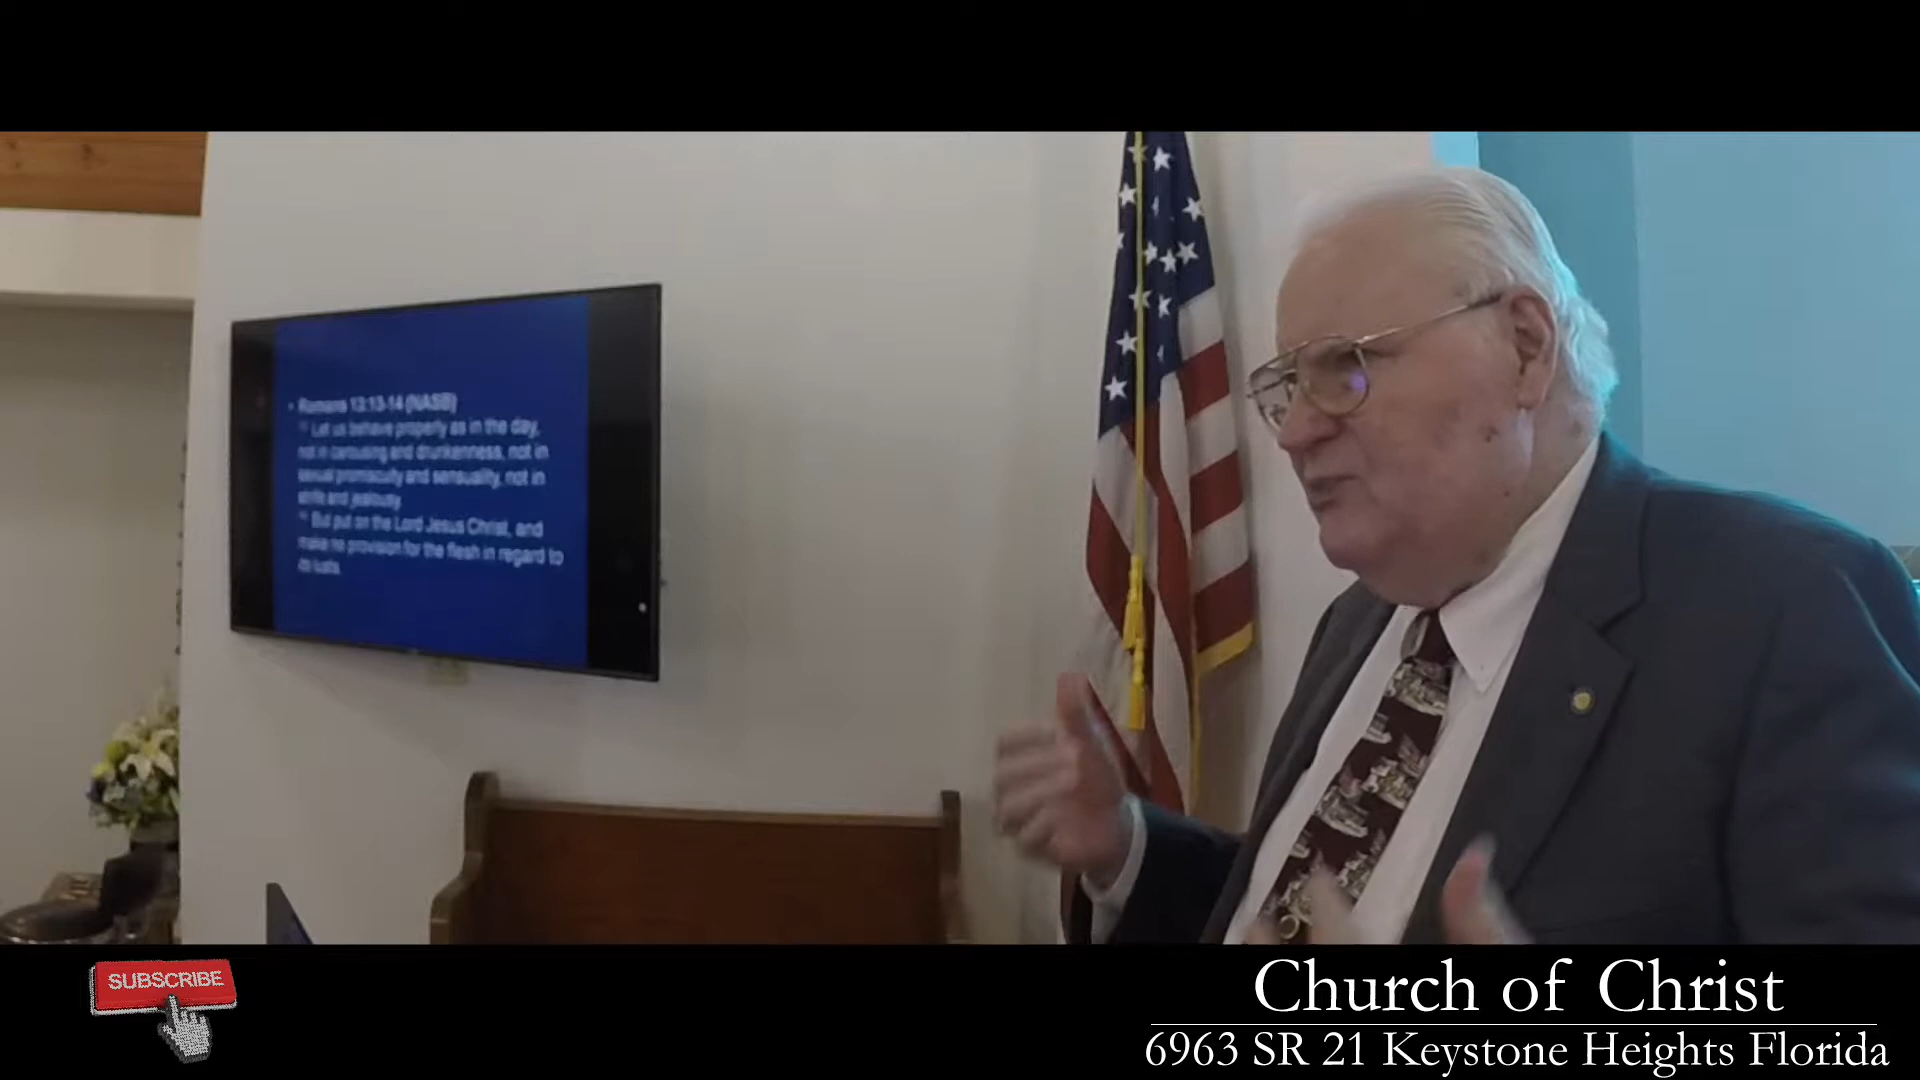 Romans 13:13-14 (NASB)
Let us behave properly as in the day,
not in carousing and drunkenness, not in
sexual promiscuity and sensuality, not in
strife and jealousy.
But put on the Lord Jesus Christ, and
make no provision for the flesh in regard to
its lusts.
SUBSCRIBE
Church of Christ
6963 SR 21 Keystone Heights Florida